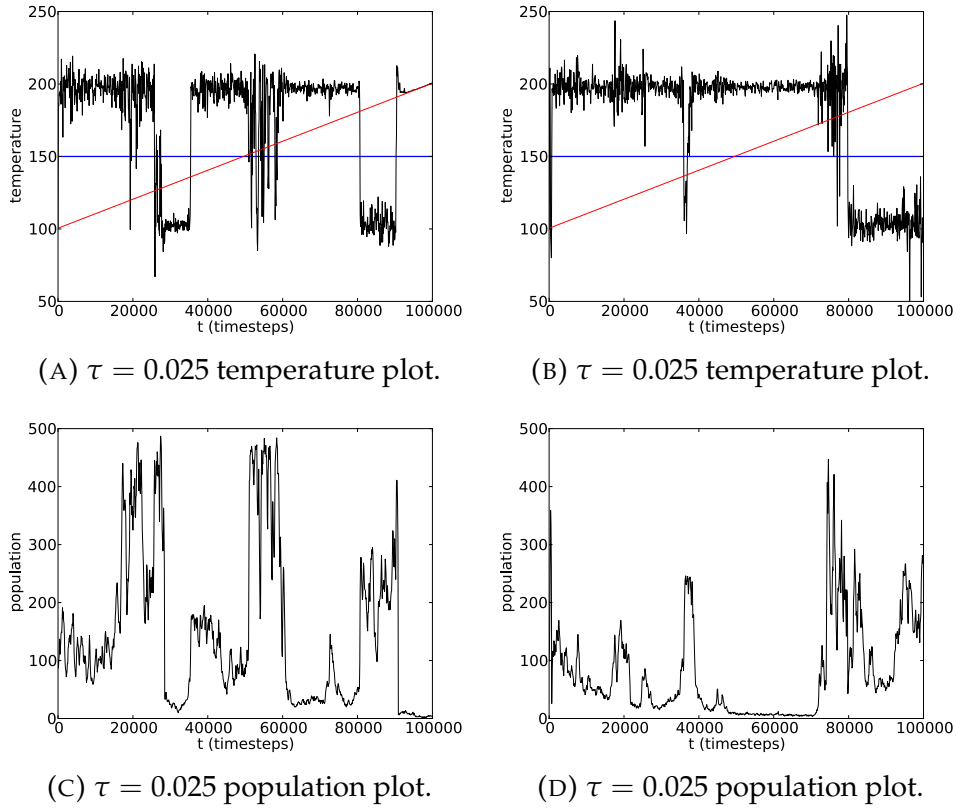 250
200
150
100
50
temperature
0 20000 40000 60000 80000 100000
t (timesteps)
(A) τ = 0.025 temperature plot.
250
200
150
100
50
temperature
0 20000 40000 60000 80000 100000
t (timesteps)
(B) τ = 0.025 temperature plot.
500
400
300
200
100
0
population
0 20000 40000 60000 80000 100000
t (timesteps)
(C) τ = 0.025 population plot.
500
400
300
200
100
0
population
0 20000 40000 60000 80000 100000
t (timesteps)
(D) τ = 0.025 population plot.